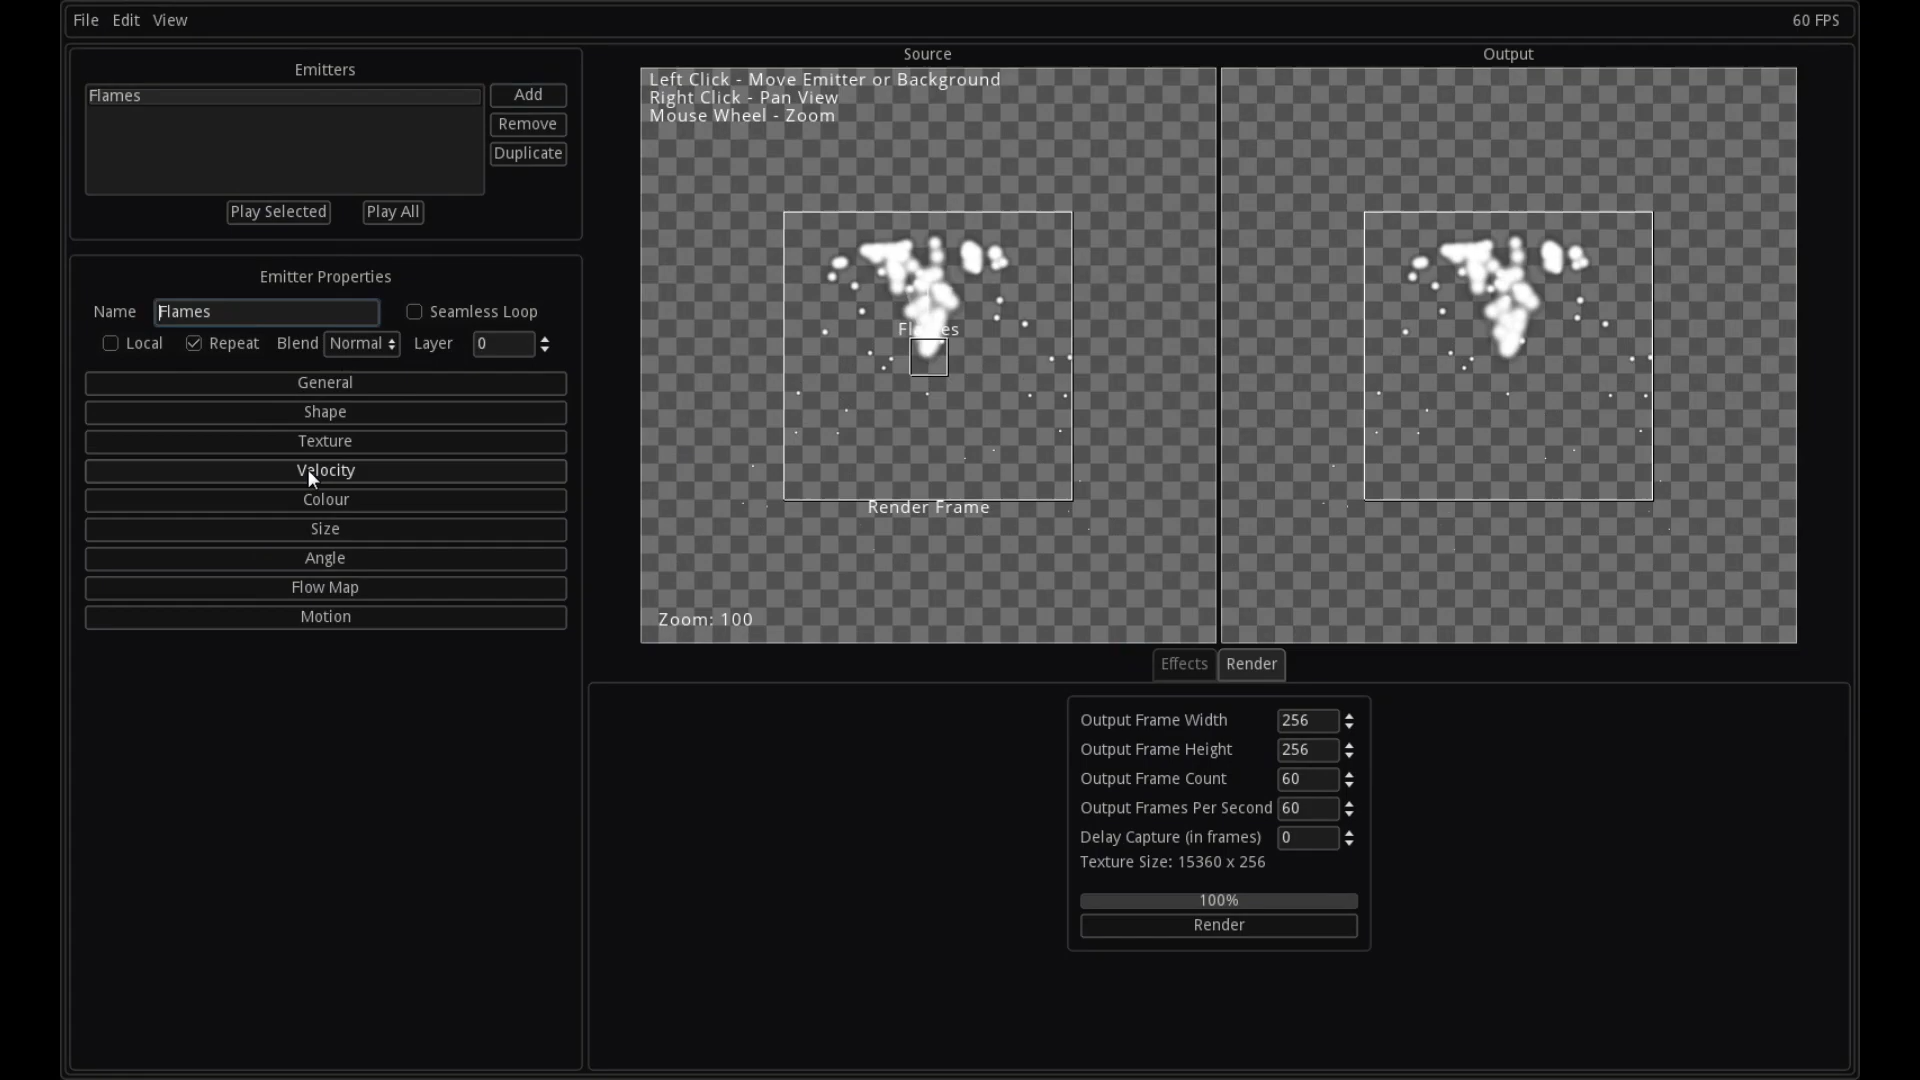 File Edit View 60 FPS
Emitters
Flames
Add
Remove
Duplicate
Play Selected Play All
Emitter Properties
Name Flames Seamless Loop
Local Repeat Blend Normal Layer 0
General
Shape
Texture
Velocity
Colour
Size
Angle
Flow Map
Motion
Source
Left Click - Move Emitter or Background
Right Click - Pan View
Mouse Wheel - Zoom
Flames
Render Frame
Zoom: 100
Output
Effects Render
Output Frame Width 256
Output Frame Height 256
Output Frame Count 60
Output Frames Per Second 60
Delay Capture (in frames) 0
Texture Size: 15360 x 256
100%
Render